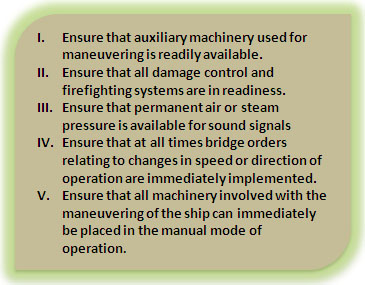 I. Ensure that auxiliary machinery used for
maneuvering is readily available.
II. Ensure that all damage control and
firefighting systems are in readiness.
III. Ensure that permanent air or steam
pressure is available for sound signals
IV. Ensure that at all times bridge orders
relating to changes in speed or direction of
operation are immediately implemented.
V. Ensure that all machinery involved with the
maneuvering of the ship can immediately
be placed in the manual mode of
operation.